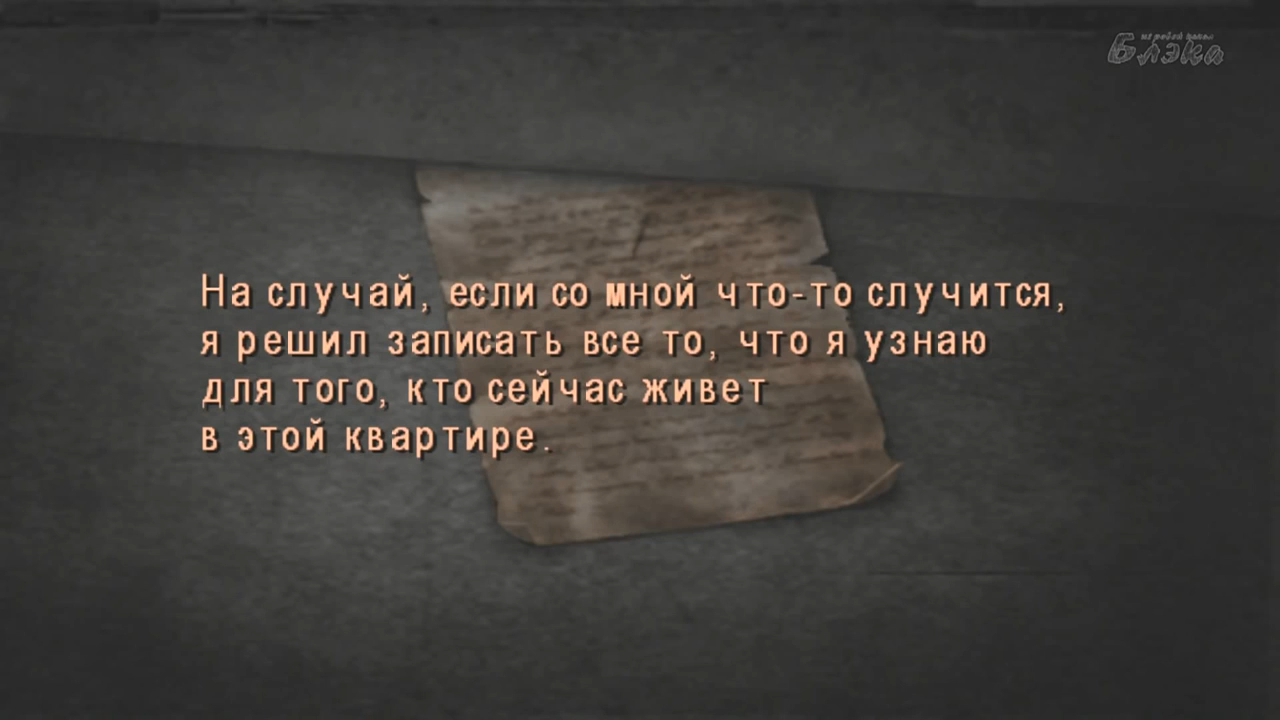 Блэка
На случай, если со мной что-то случится,
я решил записать все то, что я узнаю
для того, кто сейчас живет
в этой квартире.